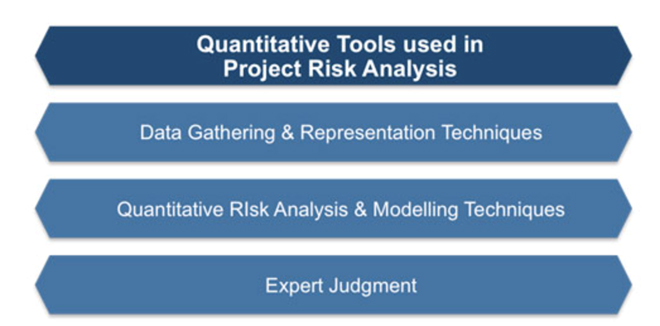 Quantitative Tools used in
Project Risk Analysis
Data Gathering & Representation Techniques
Quantitative RIsk Analysis & Modelling Techniques
Expert Judgment